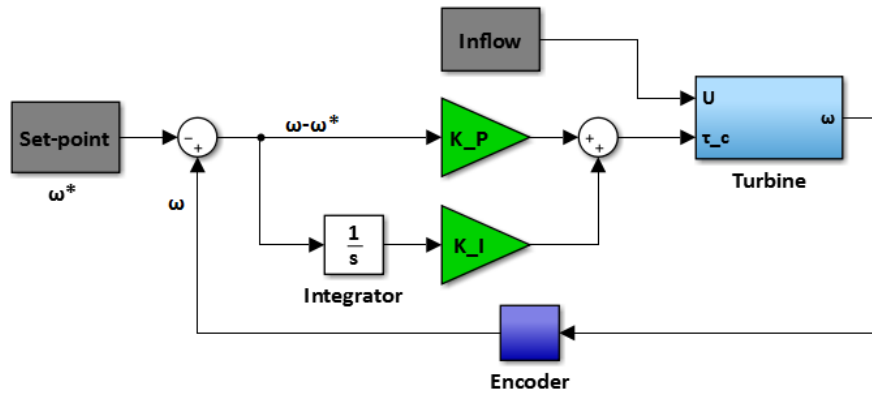 Inflow
Set-point
ω*
−
+
ω
ω-ω*
K_P
+
+
U
τ_c
ω
Turbine
1
s
Integrator
K_I
Encoder